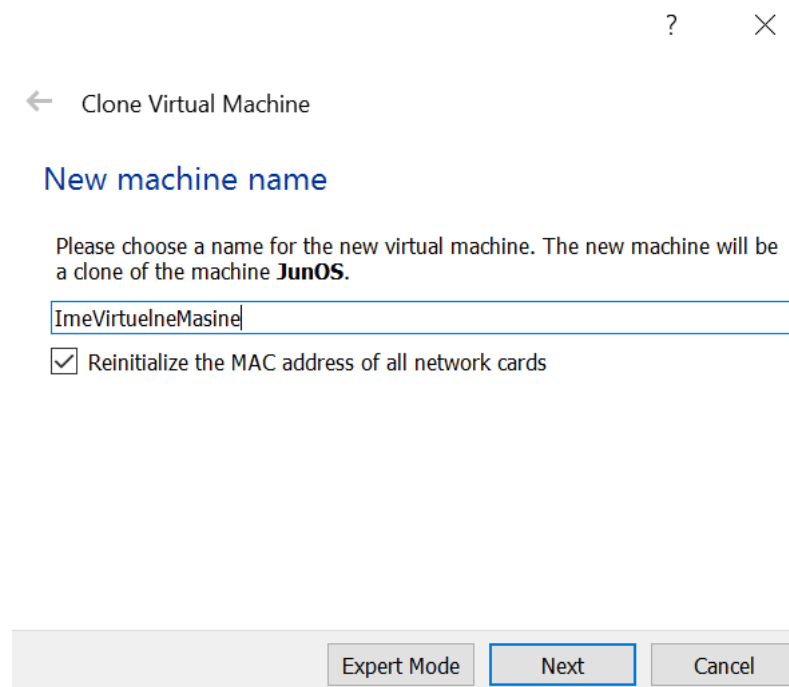 ?
Clone Virtual Machine
New machine name
Please choose a name for the new virtual machine. The new machine will be
a clone of the machine JunOS.
ImeVirtuelneMasine
Reinitialize the MAC address of all network cards
Expert Mode Next Cancel